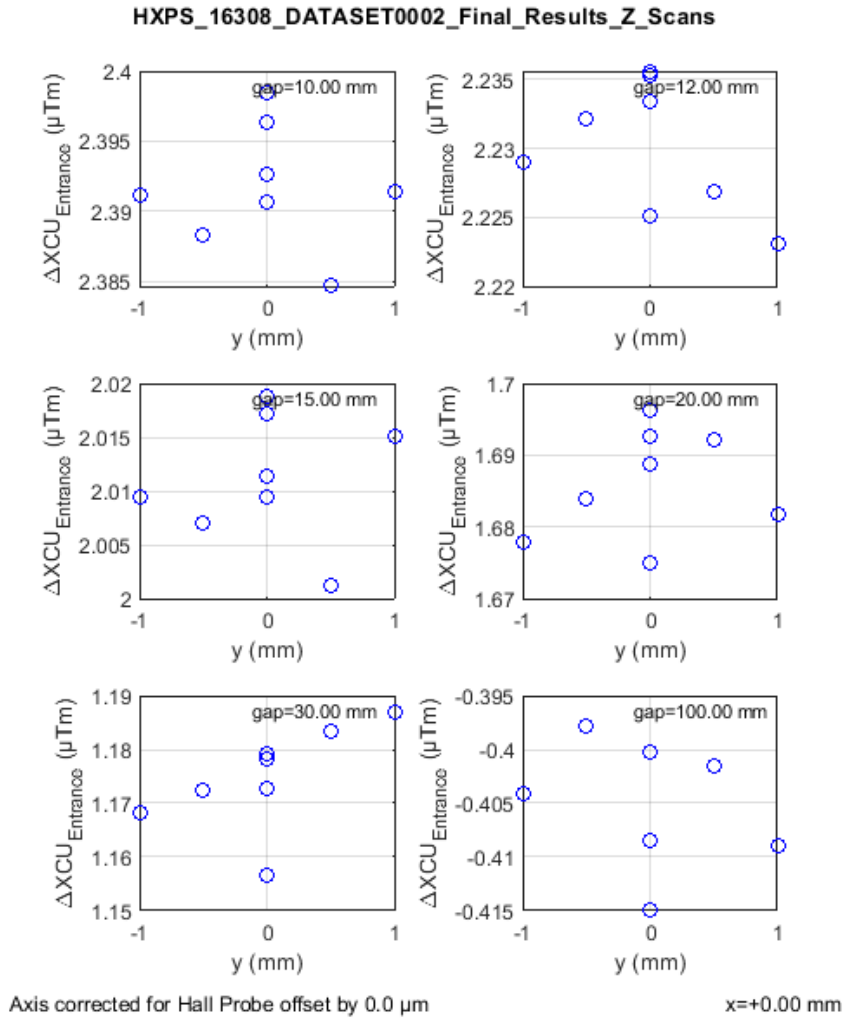 HXPS_16308_DATASET0002_Final_Results_Z_Scans
2.4
2.395
2.39
2.385
ΔXCU_Entrance (µTm)
gap=10.00 mm
-1 0 1
y (mm)
2.235
2.23
2.225
2.22
ΔXCU_Entrance (µTm)
gap=12.00 mm
-1 0 1
y (mm)
2.02
2.015
2.01
2.005
2
ΔXCU_Entrance (µTm)
gap=15.00 mm
-1 0 1
y (mm)
1.7
1.69
1.68
1.67
ΔXCU_Entrance (µTm)
gap=20.00 mm
-1 0 1
y (mm)
1.19
1.18
1.17
1.16
1.15
ΔXCU_Entrance (µTm)
gap=30.00 mm
-1 0 1
y (mm)
-0.395
-0.4
-0.405
-0.41
-0.415
ΔXCU_Entrance (µTm)
gap=100.00 mm
-1 0 1
y (mm)
Axis corrected for Hall Probe offset by 0.0 µm
x=+0.00 mm